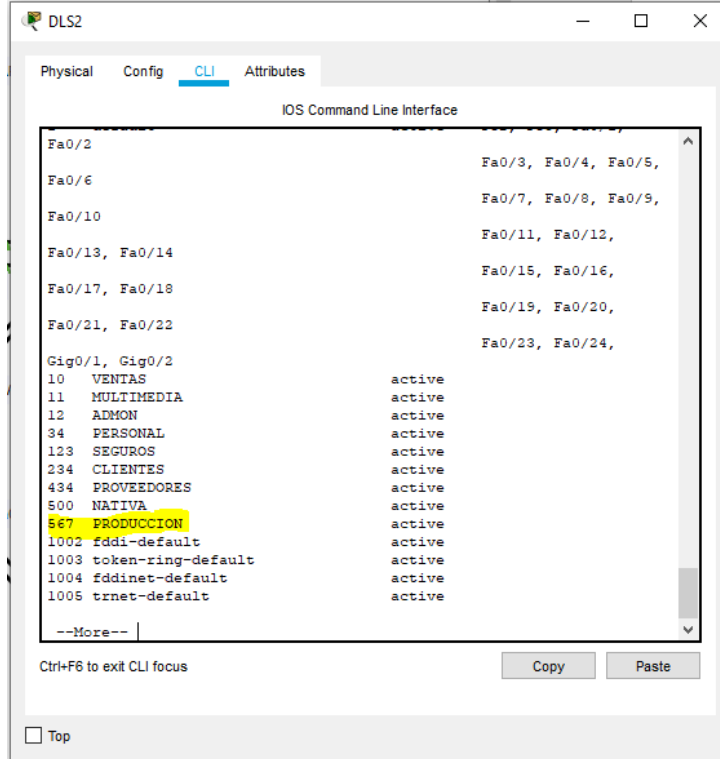 DLS2
Physical Config CLI Attributes
IOS Command Line Interface
Fa0/2
Fa0/3, Fa0/4, Fa0/5,
Fa0/6
Fa0/7, Fa0/8, Fa0/9,
Fa0/10
Fa0/11, Fa0/12,
Fa0/13, Fa0/14
Fa0/15, Fa0/16,
Fa0/17, Fa0/18
Fa0/19, Fa0/20,
Fa0/21, Fa0/22
Fa0/23, Fa0/24,
Gig0/1, Gig0/2
10 VENTAS active
11 MULTIMEDIA active
12 ADMON active
34 PERSONAL active
123 SEGUROS active
234 CLIENTES active
434 PROVEEDORES active
500 NATIVA active
567 PRODUCCION active
1002 fddi-default active
1003 token-ring-default active
1004 fddinet-default active
1005 trnet-default active
--More--
Ctrl+F6 to exit CLI focus
Copy Paste
Top